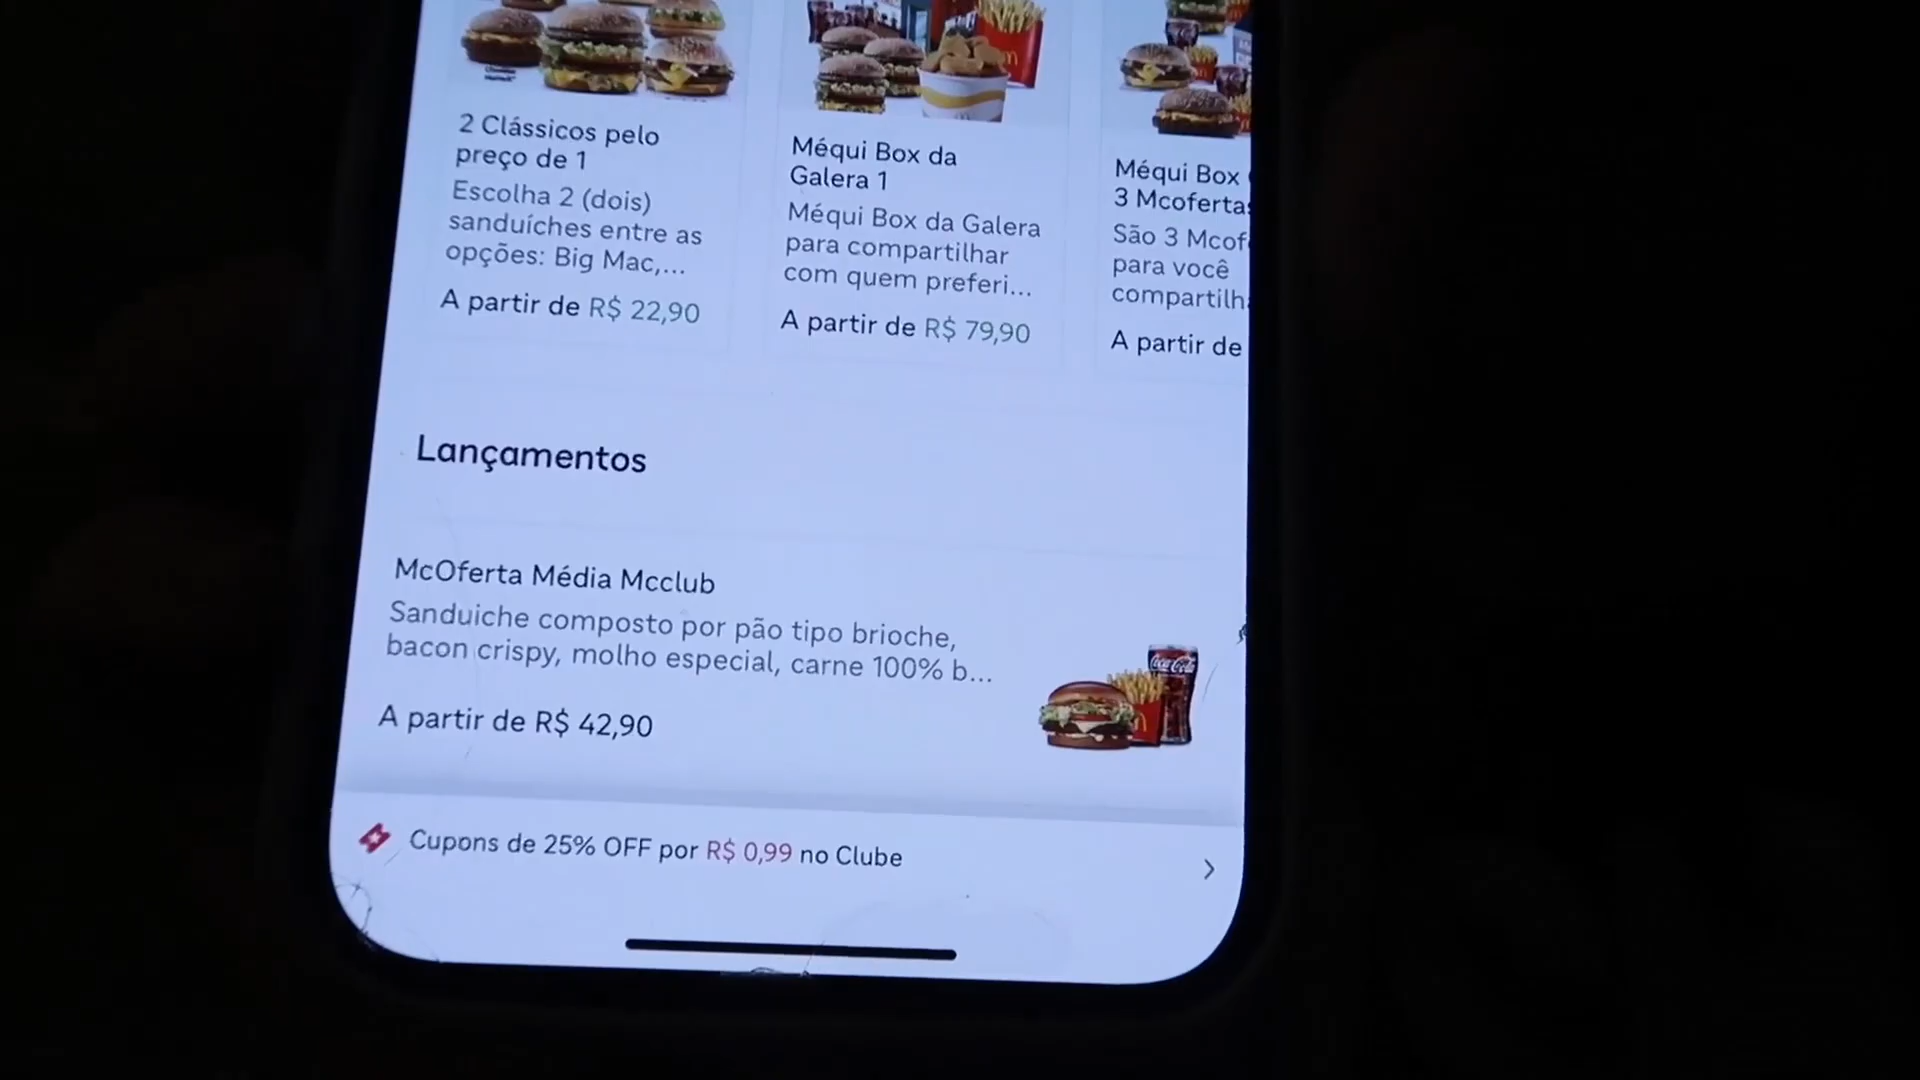 2 Clássicos pelo
preço de 1
Escolha 2 (dois)
sanduíches entre as
opções: Big Mac,...
A partir de R$ 22,90
Méqui Box da
Galera 1
Méqui Box da Galera
para compartilhar
com quem preferi...
A partir de R$ 79,90
Méqui Box
3 Mcofertas
São 3 Mcof
para você
compartilh
A partir de
Lançamentos
McOferta Média Mcclub
Sanduiche composto por pão tipo brioche,
bacon crispy, molho especial, carne 100% b...
A partir de R$ 42,90
Coca-Cola
Cupons de 25% OFF por R$ 0,99 no Clube